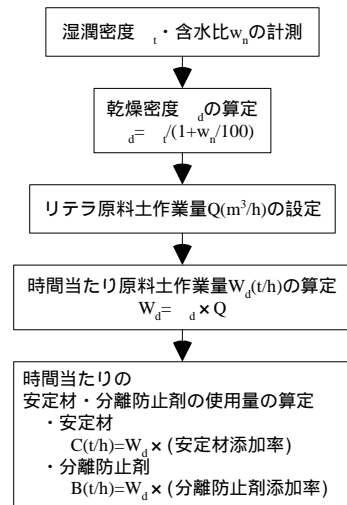 湿潤密度　t・含水比wnの計測
乾燥密度　dの算定
d=　t/(1+wn/100)
リテラ原料土作業量Q(m3/h)の設定
時間当たり原料土作業量Wd(t/h)の算定
Wd=　d×Q
時間当たりの
安定材・分離防止剤の使用量の算定
・安定材
C(t/h)=Wd×(安定材添加率)
・分離防止剤
B(t/h)=Wd×(分離防止剤添加率)